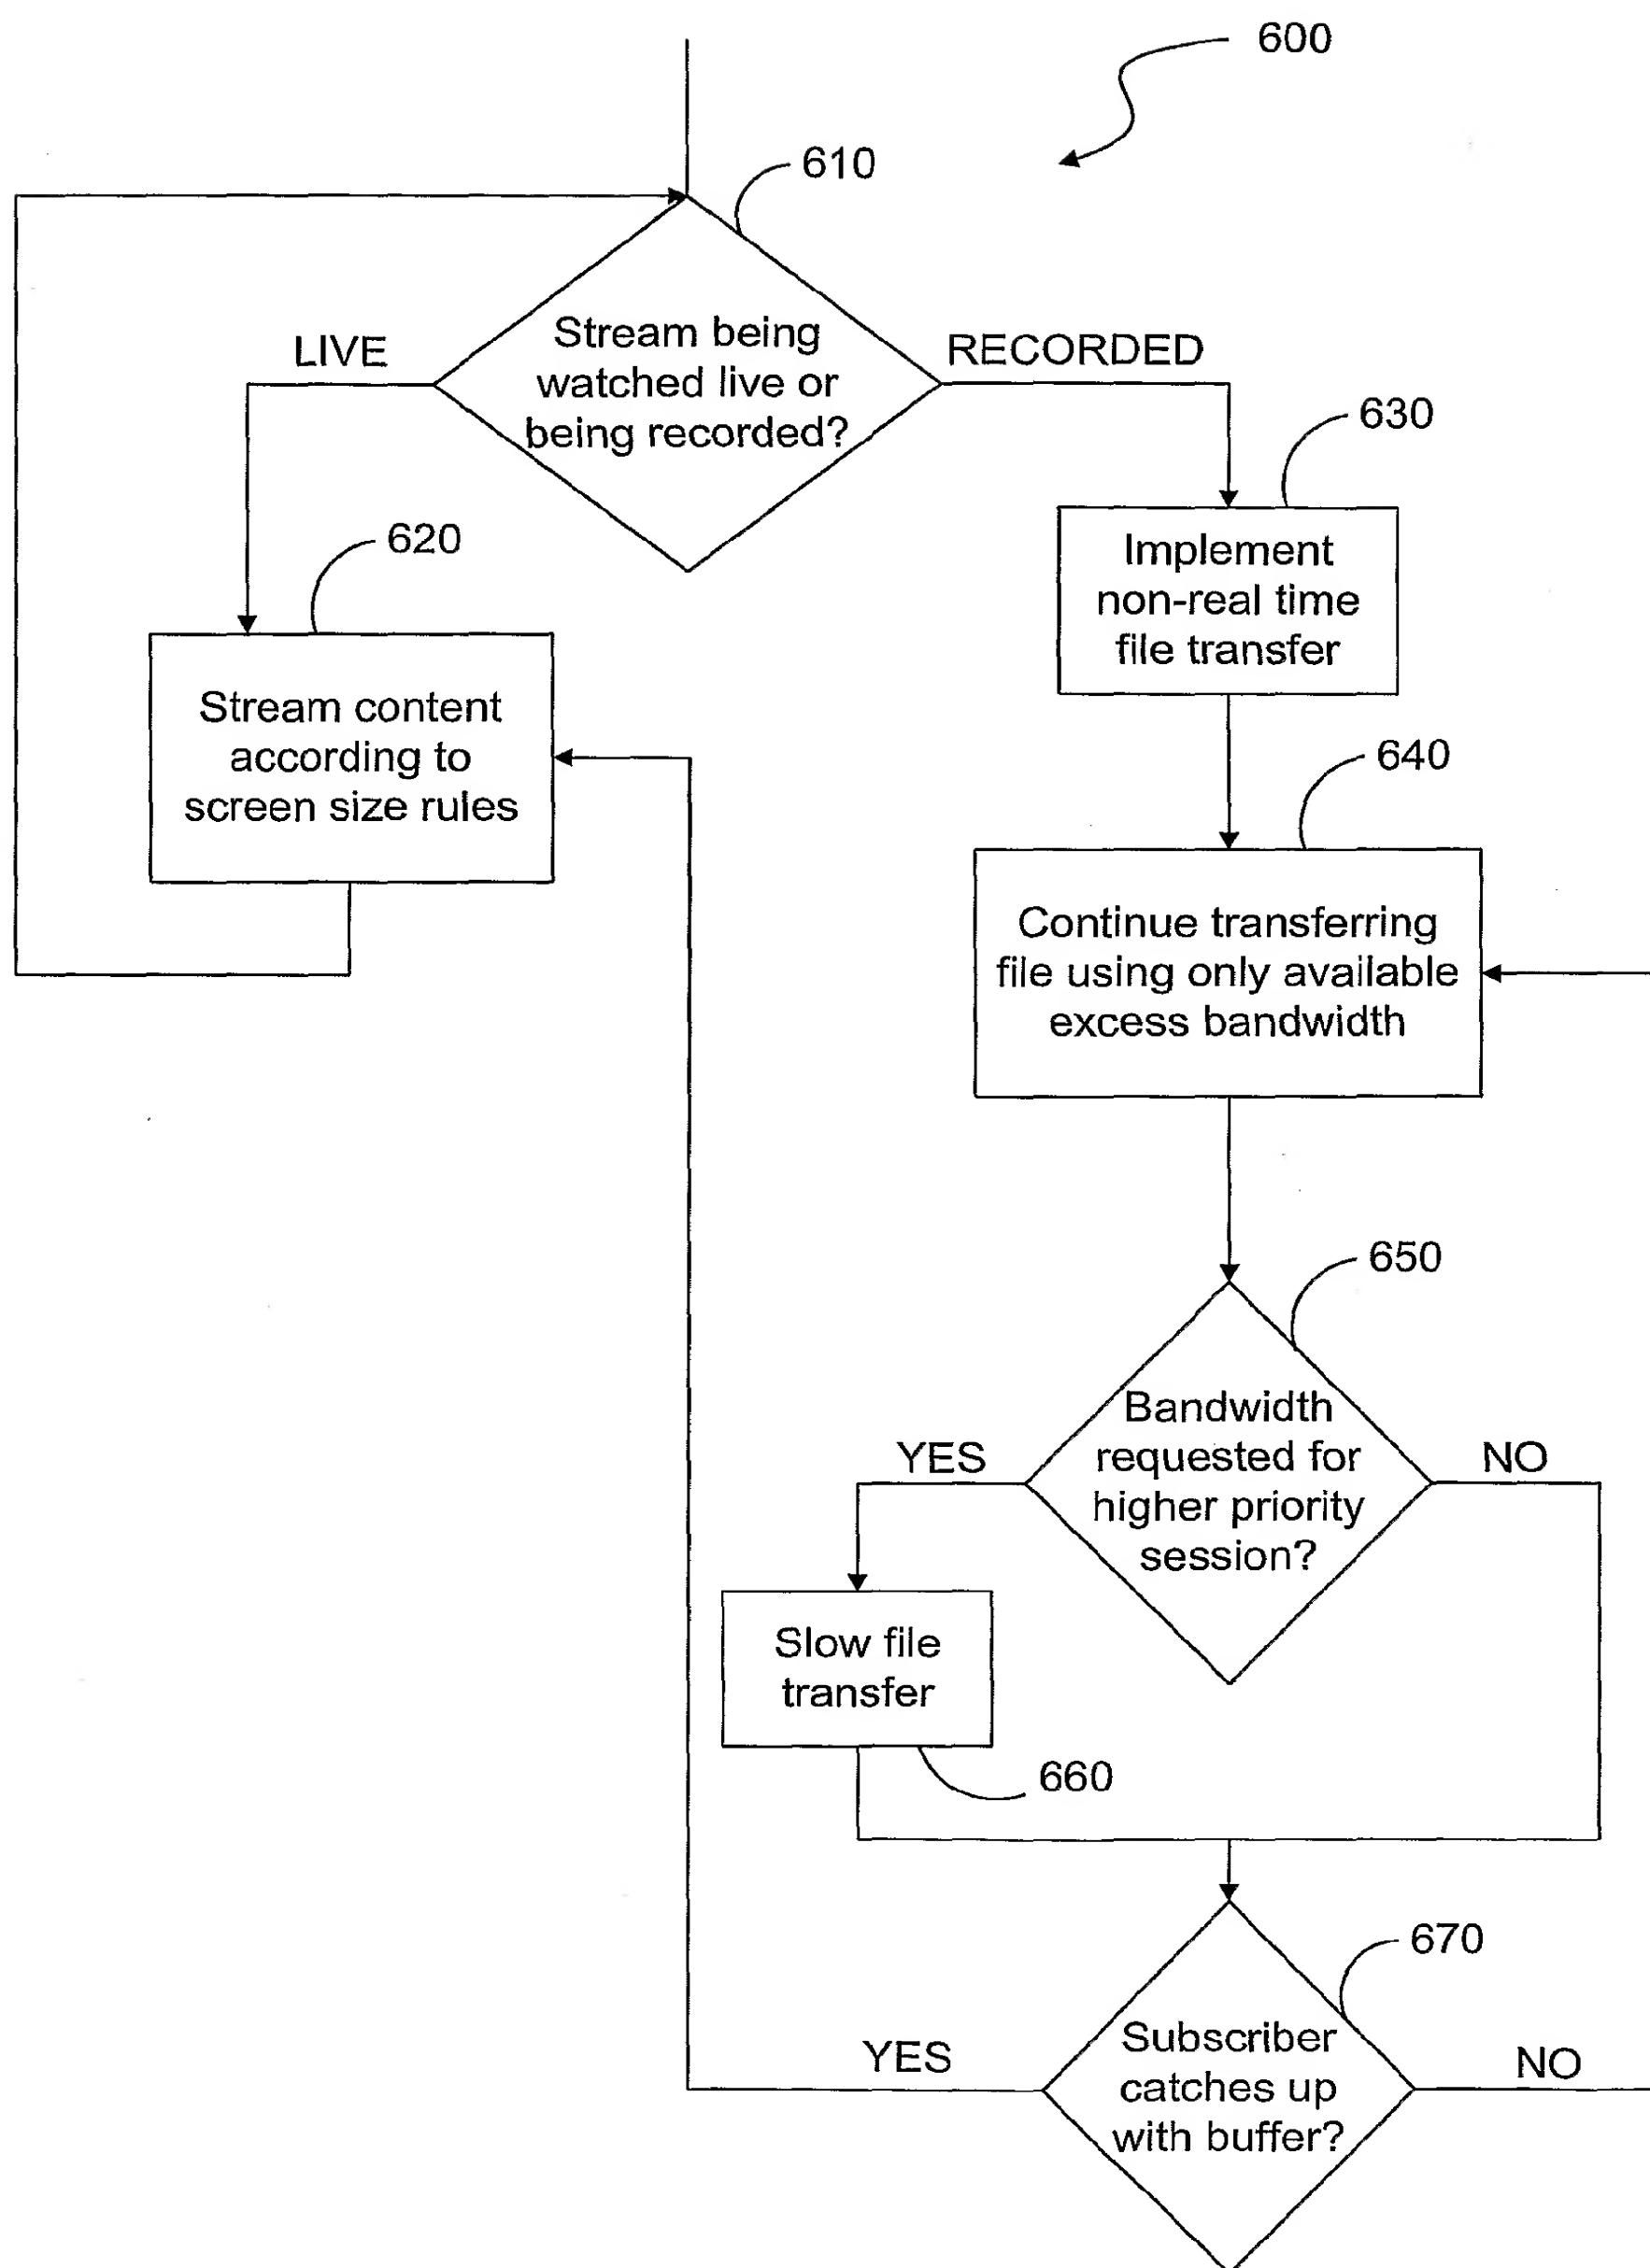 600
610
Stream being
watched live or
being recorded?
LIVE
RECORDED
630
Implement
non-real time
file transfer
620
Stream content
according to
screen size rules
640
Continue transferring
file using only available
excess bandwidth
650
Bandwidth
requested for
higher priority
session?
YES
NO
Slow file
transfer
660
670
Subscriber
catches up
with buffer?
YES
NO